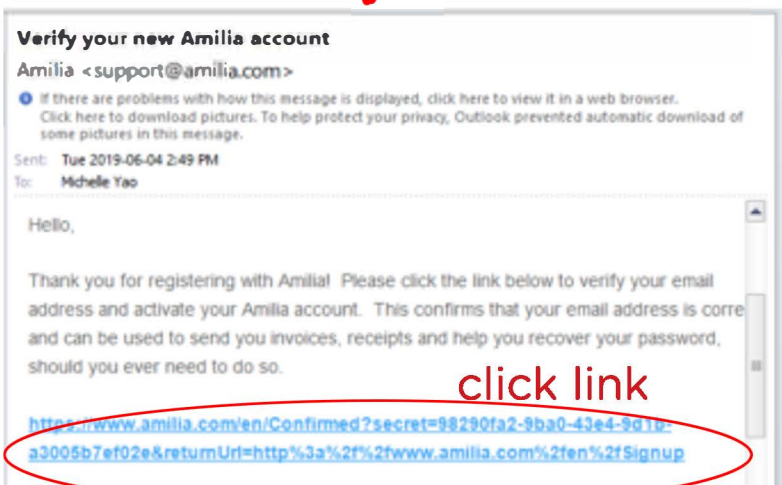 Verify your new Amilia account
Amilia <support@amilia.com>
If there are problems with how this message is displayed, click here to view it in a web browser.
Click here to download pictures. To help protect your privacy, Outlook prevented automatic download of
some pictures in this message.
Sent: Tue 2019-06-04 2:49 PM
To: Michelle Yao
Hello,
Thank you for registering with Amilia! Please click the link below to verify your email
address and activate your Amilia account. This confirms that your email address is corre
and can be used to send you invoices, receipts and help you recover your password,
should you ever need to do so.
click link
https://www.amilia.com/en/Confirmed?secret=98290fa2-9ba0-43e4-9d1b-
a3005b7ef02e&returnUrl=http%3a%2f%2fwww.amilia.com%2fen%2fSignup